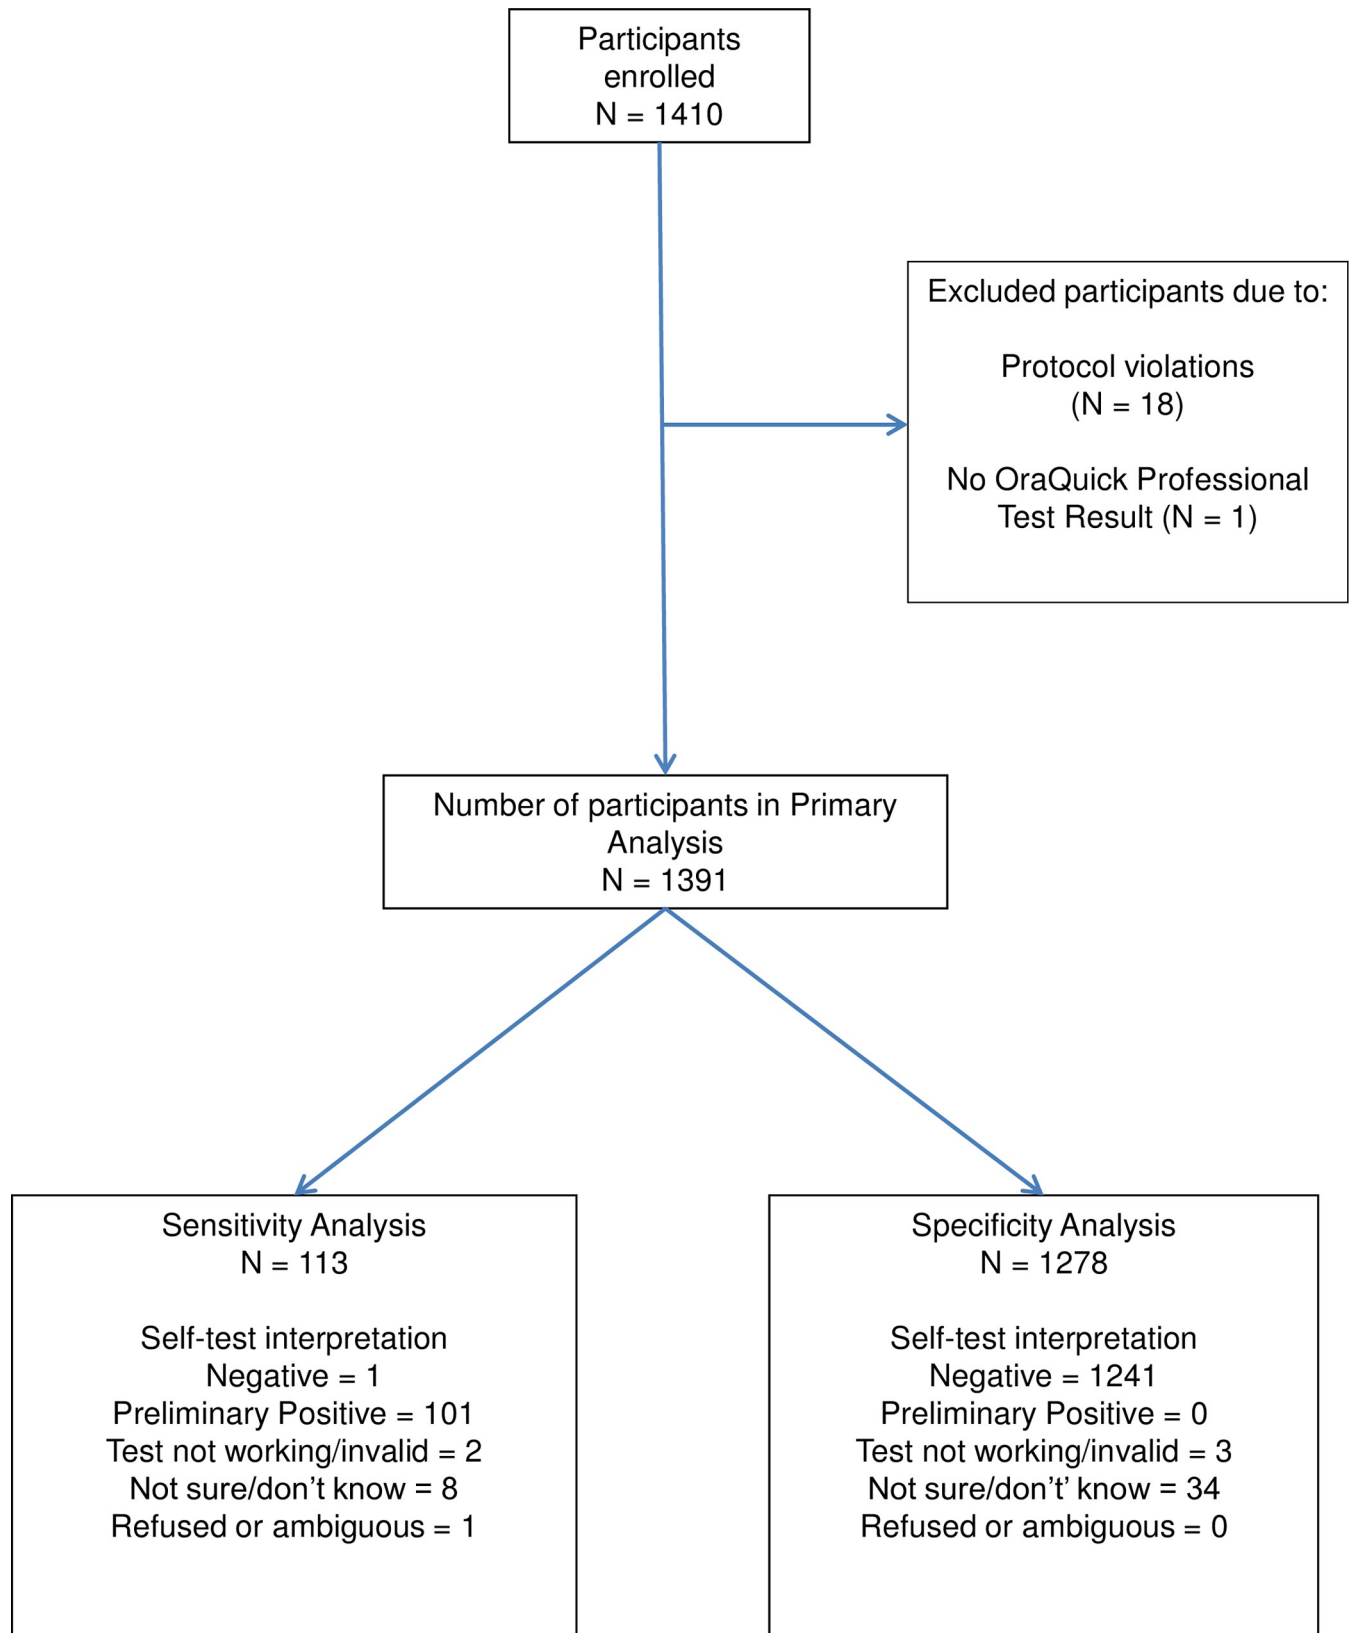 Participants
enrolled
N = 1410
Excluded participants due to:
Protocol violations
(N = 18)
No OraQuick Professional
Test Result (N = 1)
Number of participants in Primary
Analysis
N = 1391
Sensitivity Analysis
N = 113
Self-test interpretation
Negative = 1
Preliminary Positive = 101
Test not working/invalid = 2
Not sure/don’t know = 8
Refused or ambiguous = 1
Specificity Analysis
N = 1278
Self-test interpretation
Negative = 1241
Preliminary Positive = 0
Test not working/invalid = 3
Not sure/don’t’ know = 34
Refused or ambiguous = 0